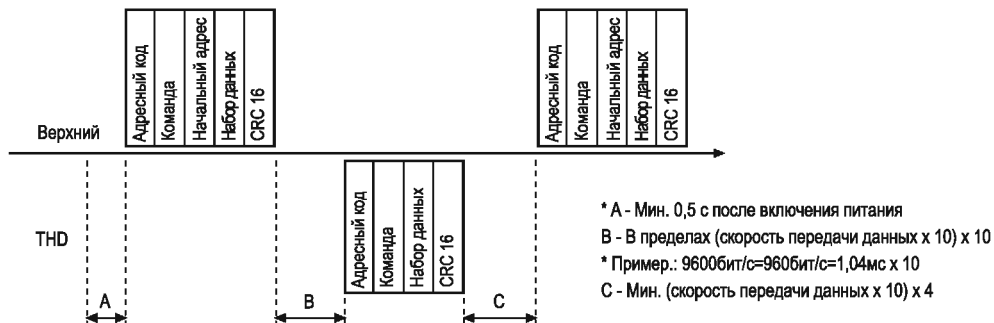 Адресный код
Команда
Начальный адрес
Набор данных
CRC 16
Адресный код
Команда
Начальный адрес
Набор данных
CRC 16
Верхний
THD
Адресный код
Команда
Набор данных
CRC 16
A
B
C
* A - Мин. 0,5 с после включения питания
B - В пределах (скорость передачи данных x 10) x 10
* Пример.: 9600бит/с=960бит/с=1,04мс x 10
C - Мин. (скорость передачи данных x 10) x 4